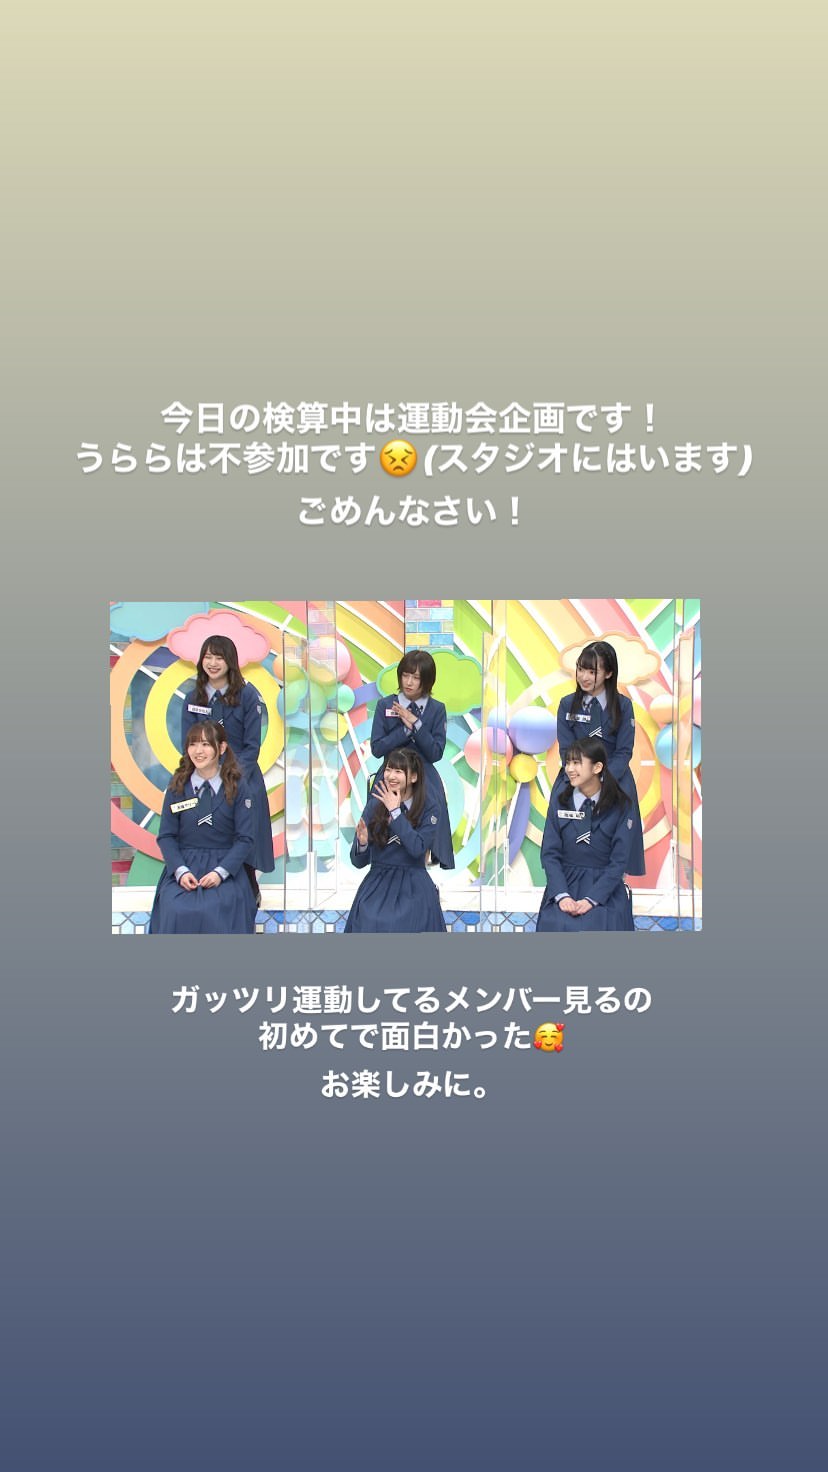 今日の検算中は運動会企画です！
うららは不参加です😣(スタジオにはいます)
ごめんなさい！
ガッツリ運動してるメンバー見るの
初めてで面白かった🥰
お楽しみに。